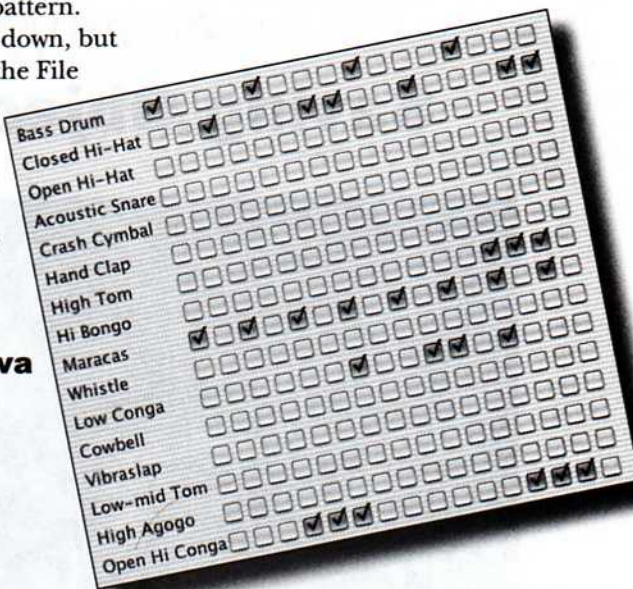 pattern.
down, but
the File
Bass Drum
Closed Hi-Hat
Open Hi-Hat
Acoustic Snare
Crash Cymbal
Hand Clap
High Tom
Hi Bongo
Maracas
Whistle
Low Conga
Cowbell
Vibraslap
Low-mid Tom
High Agogo
Open Hi Conga
va